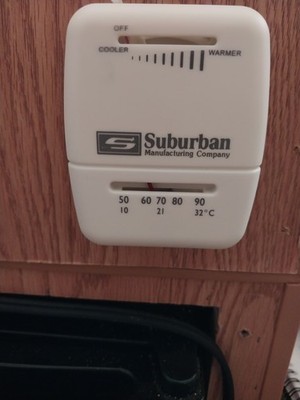 OFF
COOLER WARMER
S Suburban
Manufacturing Company
50 60 70 80 90
10 21 32°C